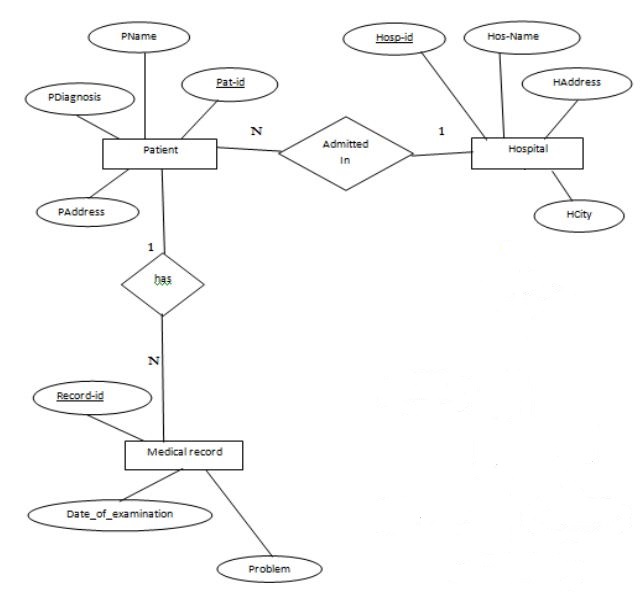 PName
Hosp-id
Hos-Name
Pat-id
HAddress
PDiagnosis
N
1
Admitted
In
Patient
Hospital
PAddress
HCity
1
has
N
Record-id
Medical record
Date_of_examination
Problem